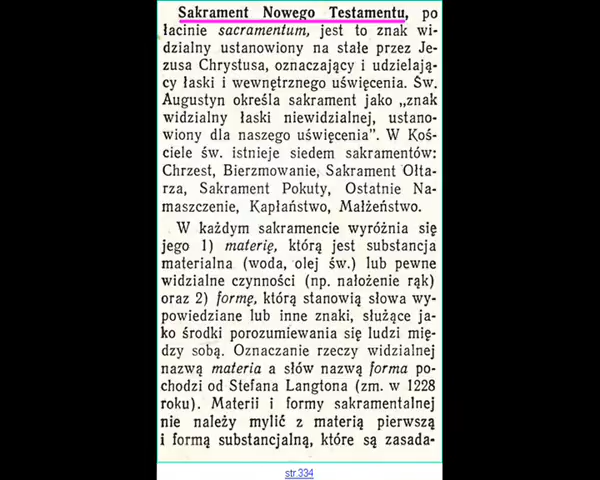 Sakrament Nowego Testamentu, po
łacinie sacramentum, jest to znak wi-
dzialny ustanowiony na stałe przez Je-
zusa Chrystusa, oznaczający i udzielają-
cy łaski i wewnętrznego uświęcenia. Św.
Augustyn określa sakrament jako „znak
widzialny łaski niewidzialnej, ustano-
wiony dla naszego uświęcenia”. W Koś-
ciele św. istnieje siedem sakramentów:
Chrzest, Bierzmowanie, Sakrament Ołta-
rza, Sakrament Pokuty, Ostatnie Na-
maszczenie, Kapłaństwo, Małżeństwo.
W każdym sakramencie wyróżnia się
jego 1) materię, którą jest substancja
materialna (woda, olej św.) lub pewne
widzialne czynności (np. nałożenie rąk)
oraz 2) formę, którą stanowią słowa wy-
powiedziane lub inne znaki, służące ja-
ko środki porozumiewania się ludzi mię-
dzy sobą. Oznaczanie rzeczy widzialnej
nazwą materia a słów nazwą forma po-
chodzi od Stefana Langtona (zm. w 1228
roku). Materii i formy sakramentalnej
nie należy mylić z materią pierwszą
i formą substancjalną, które są zasada-
str.334